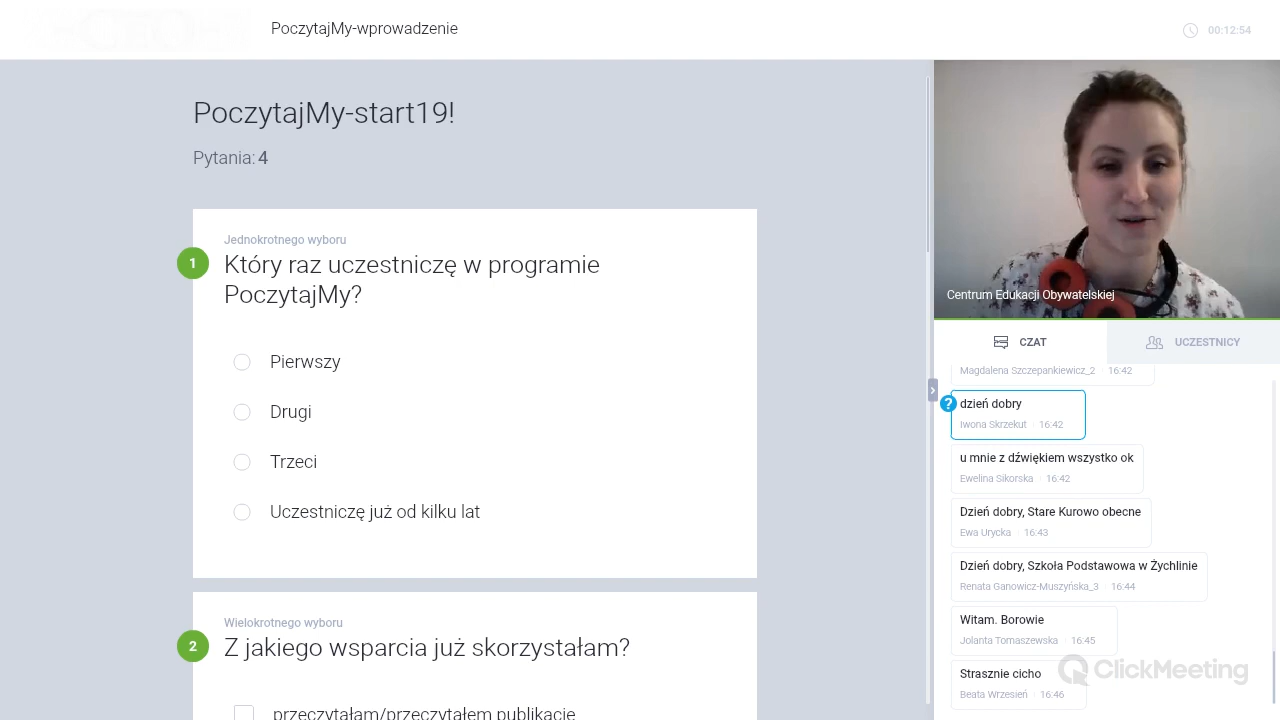 PoczytajMy-wprowadzenie
00:12:54
PoczytajMy-start19!
Pytania: 4
Jednokrotnego wyboru
1
Który raz uczestniczę w programie
PoczytajMy?
Pierwszy
Drugi
Trzeci
Uczestniczę już od kilku lat
Wielokrotnego wyboru
2
Z jakiego wsparcia już skorzystałam?
przeczytałam/przeczytałem publikację
Centrum Edukacji Obywatelskiej
CZAT
UCZESTNICY
Magdalena Szczepankiewicz_2 · 16:42
?
dzień dobry
Iwona Skrzekut · 16:42
u mnie z dźwiękiem wszystko ok
Ewelina Sikorska · 16:42
Dzień dobry, Stare Kurowo obecne
Ewa Urycka · 16:43
Dzień dobry, Szkoła Podstawowa w Żychlinie
Renata Ganowicz-Muszyńska_3 · 16:44
Witam. Borowie
Jolanta Tomaszewska · 16:45
Strasznie cicho
Beata Wrzesień · 16:46
ClickMeeting